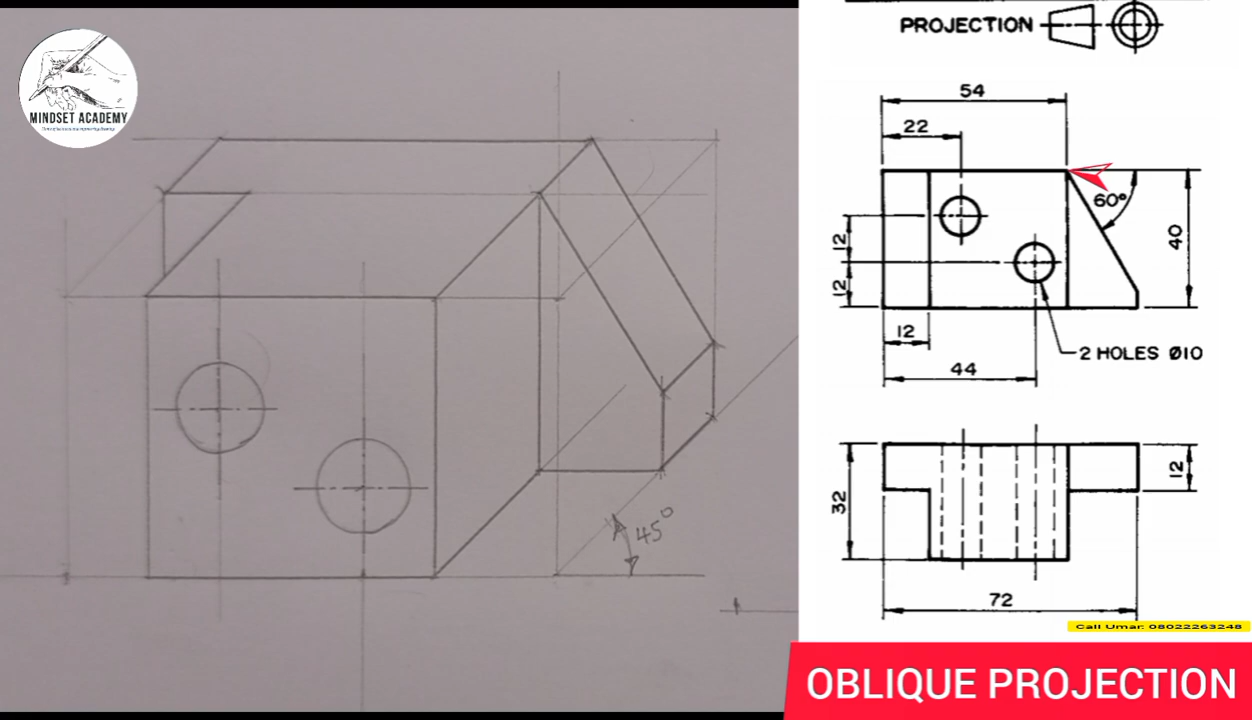 MINDSET ACADEMY
PROJECTION
54
22
60°
40
12
12
12
44
2 HOLES Ø10
45°
12
32
72
Call Umar: 08022263248
OBLIQUE PROJECTION